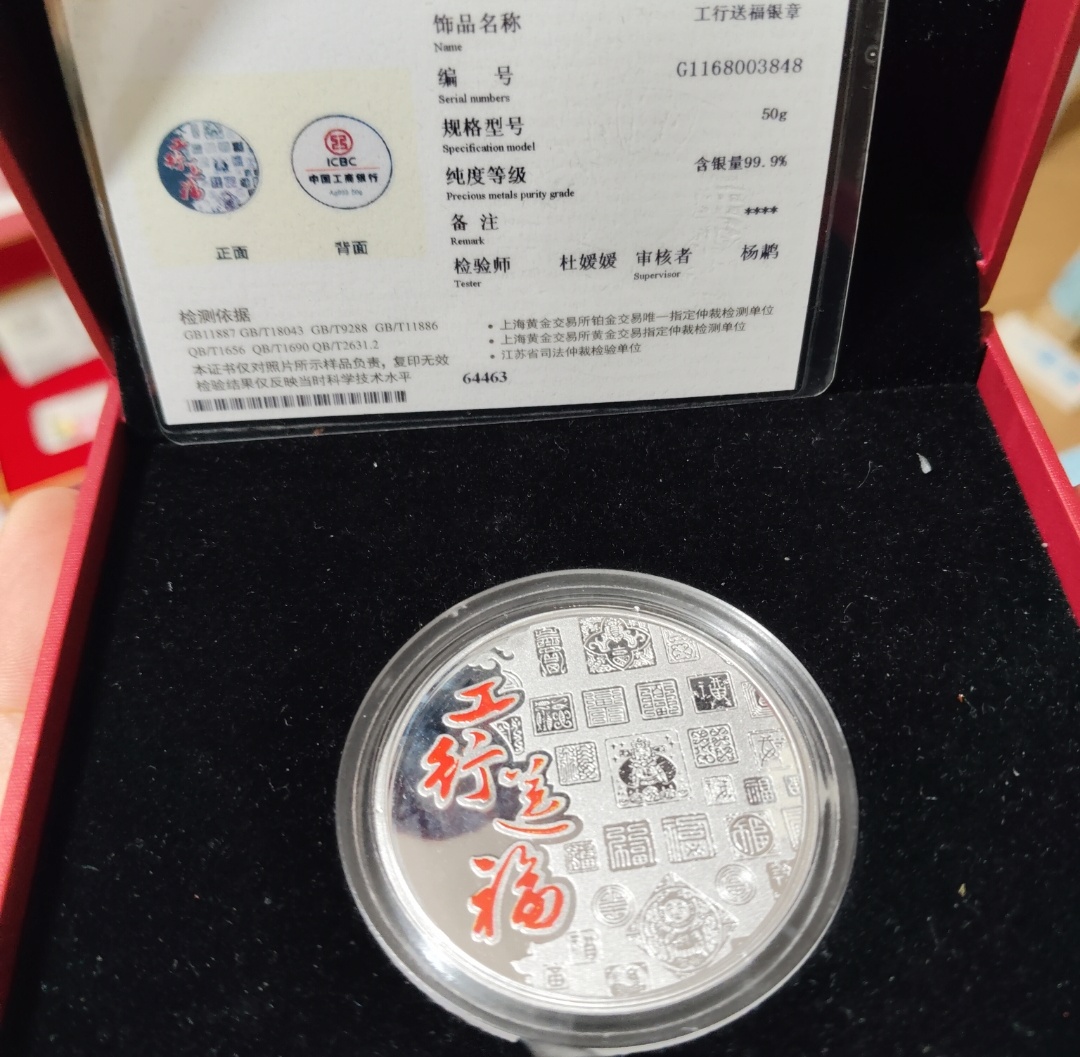 饰品名称 工行送福银章
Name
编 号 G1168003848
Serial numbers
规格型号 50g
Specification model
纯度等级 含银量99.9%
Precious metals purity grade
备 注 ****
Remark
检验师 杜媛媛 审核者 杨鹔
Tester Supervisor
ICBC
中国工商银行
Ag999 50g
正面 背面
检测依据
GB11887 GB/T18043 GB/T9288 GB/T11886
QB/T1656 QB/T1690 QB/T2631.2
本证书仅对照片所示样品负责，复印无效
检验结果仅反映当时科学技术水平
• 上海黄金交易所铂金交易唯一指定仲裁检测单位
• 上海黄金交易所黄金交易指定仲裁检测单位
• 江苏省司法仲裁检验单位
64463
工
行
送
福